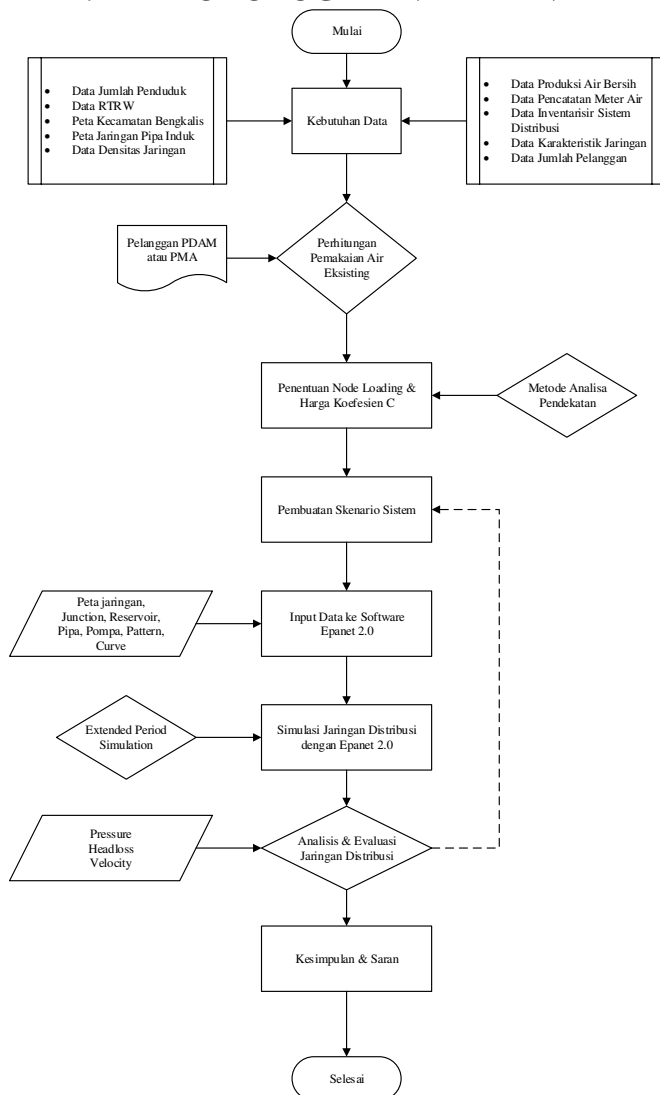 Mulai
• Data Jumlah Penduduk
• Data RTRW
• Peta Kecamatan Bengkalis
• Peta Jaringan Pipa Induk
• Data Densitas Jaringan
Kebutuhan Data
• Data Produksi Air Bersih
• Data Pencatatan Meter Air
• Data Inventarisir Sistem
Distribusi
• Data Karakteristik Jaringan
• Data Jumlah Pelanggan
Pelanggan PDAM
atau PMA
Perhitungan
Pemakaian Air
Eksisting
Penentuan Node Loading &
Harga Koefesien C
Metode Analisa
Pendekatan
Pembuatan Skenario Sistem
Peta jaringan,
Junction, Reservoir,
Pipa, Pompa, Pattern,
Curve
Input Data ke Software
Epanet 2.0
Extended Period
Simulation
Simulasi Jaringan Distribusi
dengan Epanet 2.0
Pressure
Headloss
Velocity
Analisis & Evaluasi
Jaringan Distribusi
Kesimpulan & Saran
Selesai